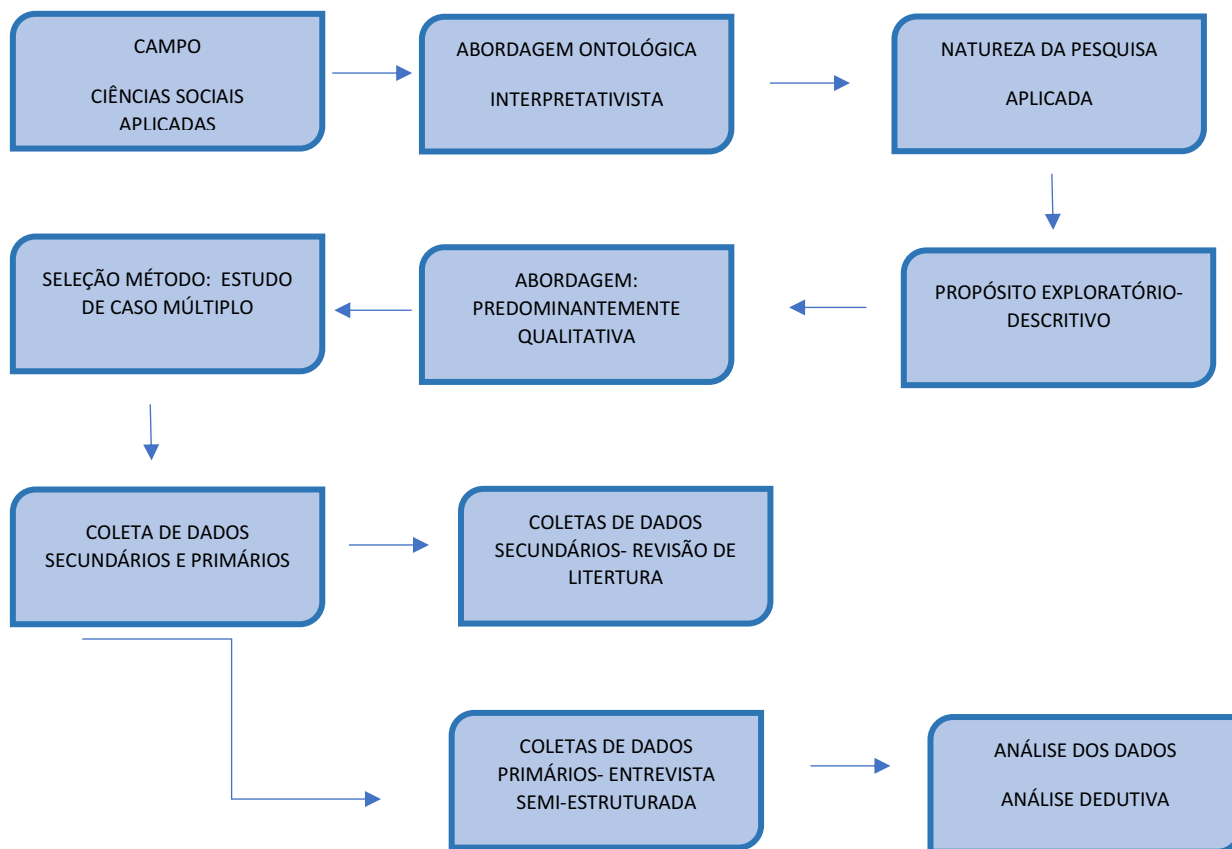 CAMPO
CIÊNCIAS SOCIAIS
APLICADAS
ABORDAGEM ONTOLÓGICA
INTERPRETATIVISTA
NATUREZA DA PESQUISA
APLICADA
PROPÓSITO EXPLORATÓRIO-
DESCRITIVO
ABORDAGEM:
PREDOMINANTEMENTE
QUALITATIVA
SELEÇÃO MÉTODO: ESTUDO
DE CASO MÚLTIPLO
COLETA DE DADOS
SECUNDÁRIOS E PRIMÁRIOS
COLETAS DE DADOS
SECUNDÁRIOS- REVISÃO DE
LITERTURA
COLETAS DE DADOS
PRIMÁRIOS- ENTREVISTA
SEMI-ESTRUTURADA
ANÁLISE DOS DADOS
ANÁLISE DEDUTIVA